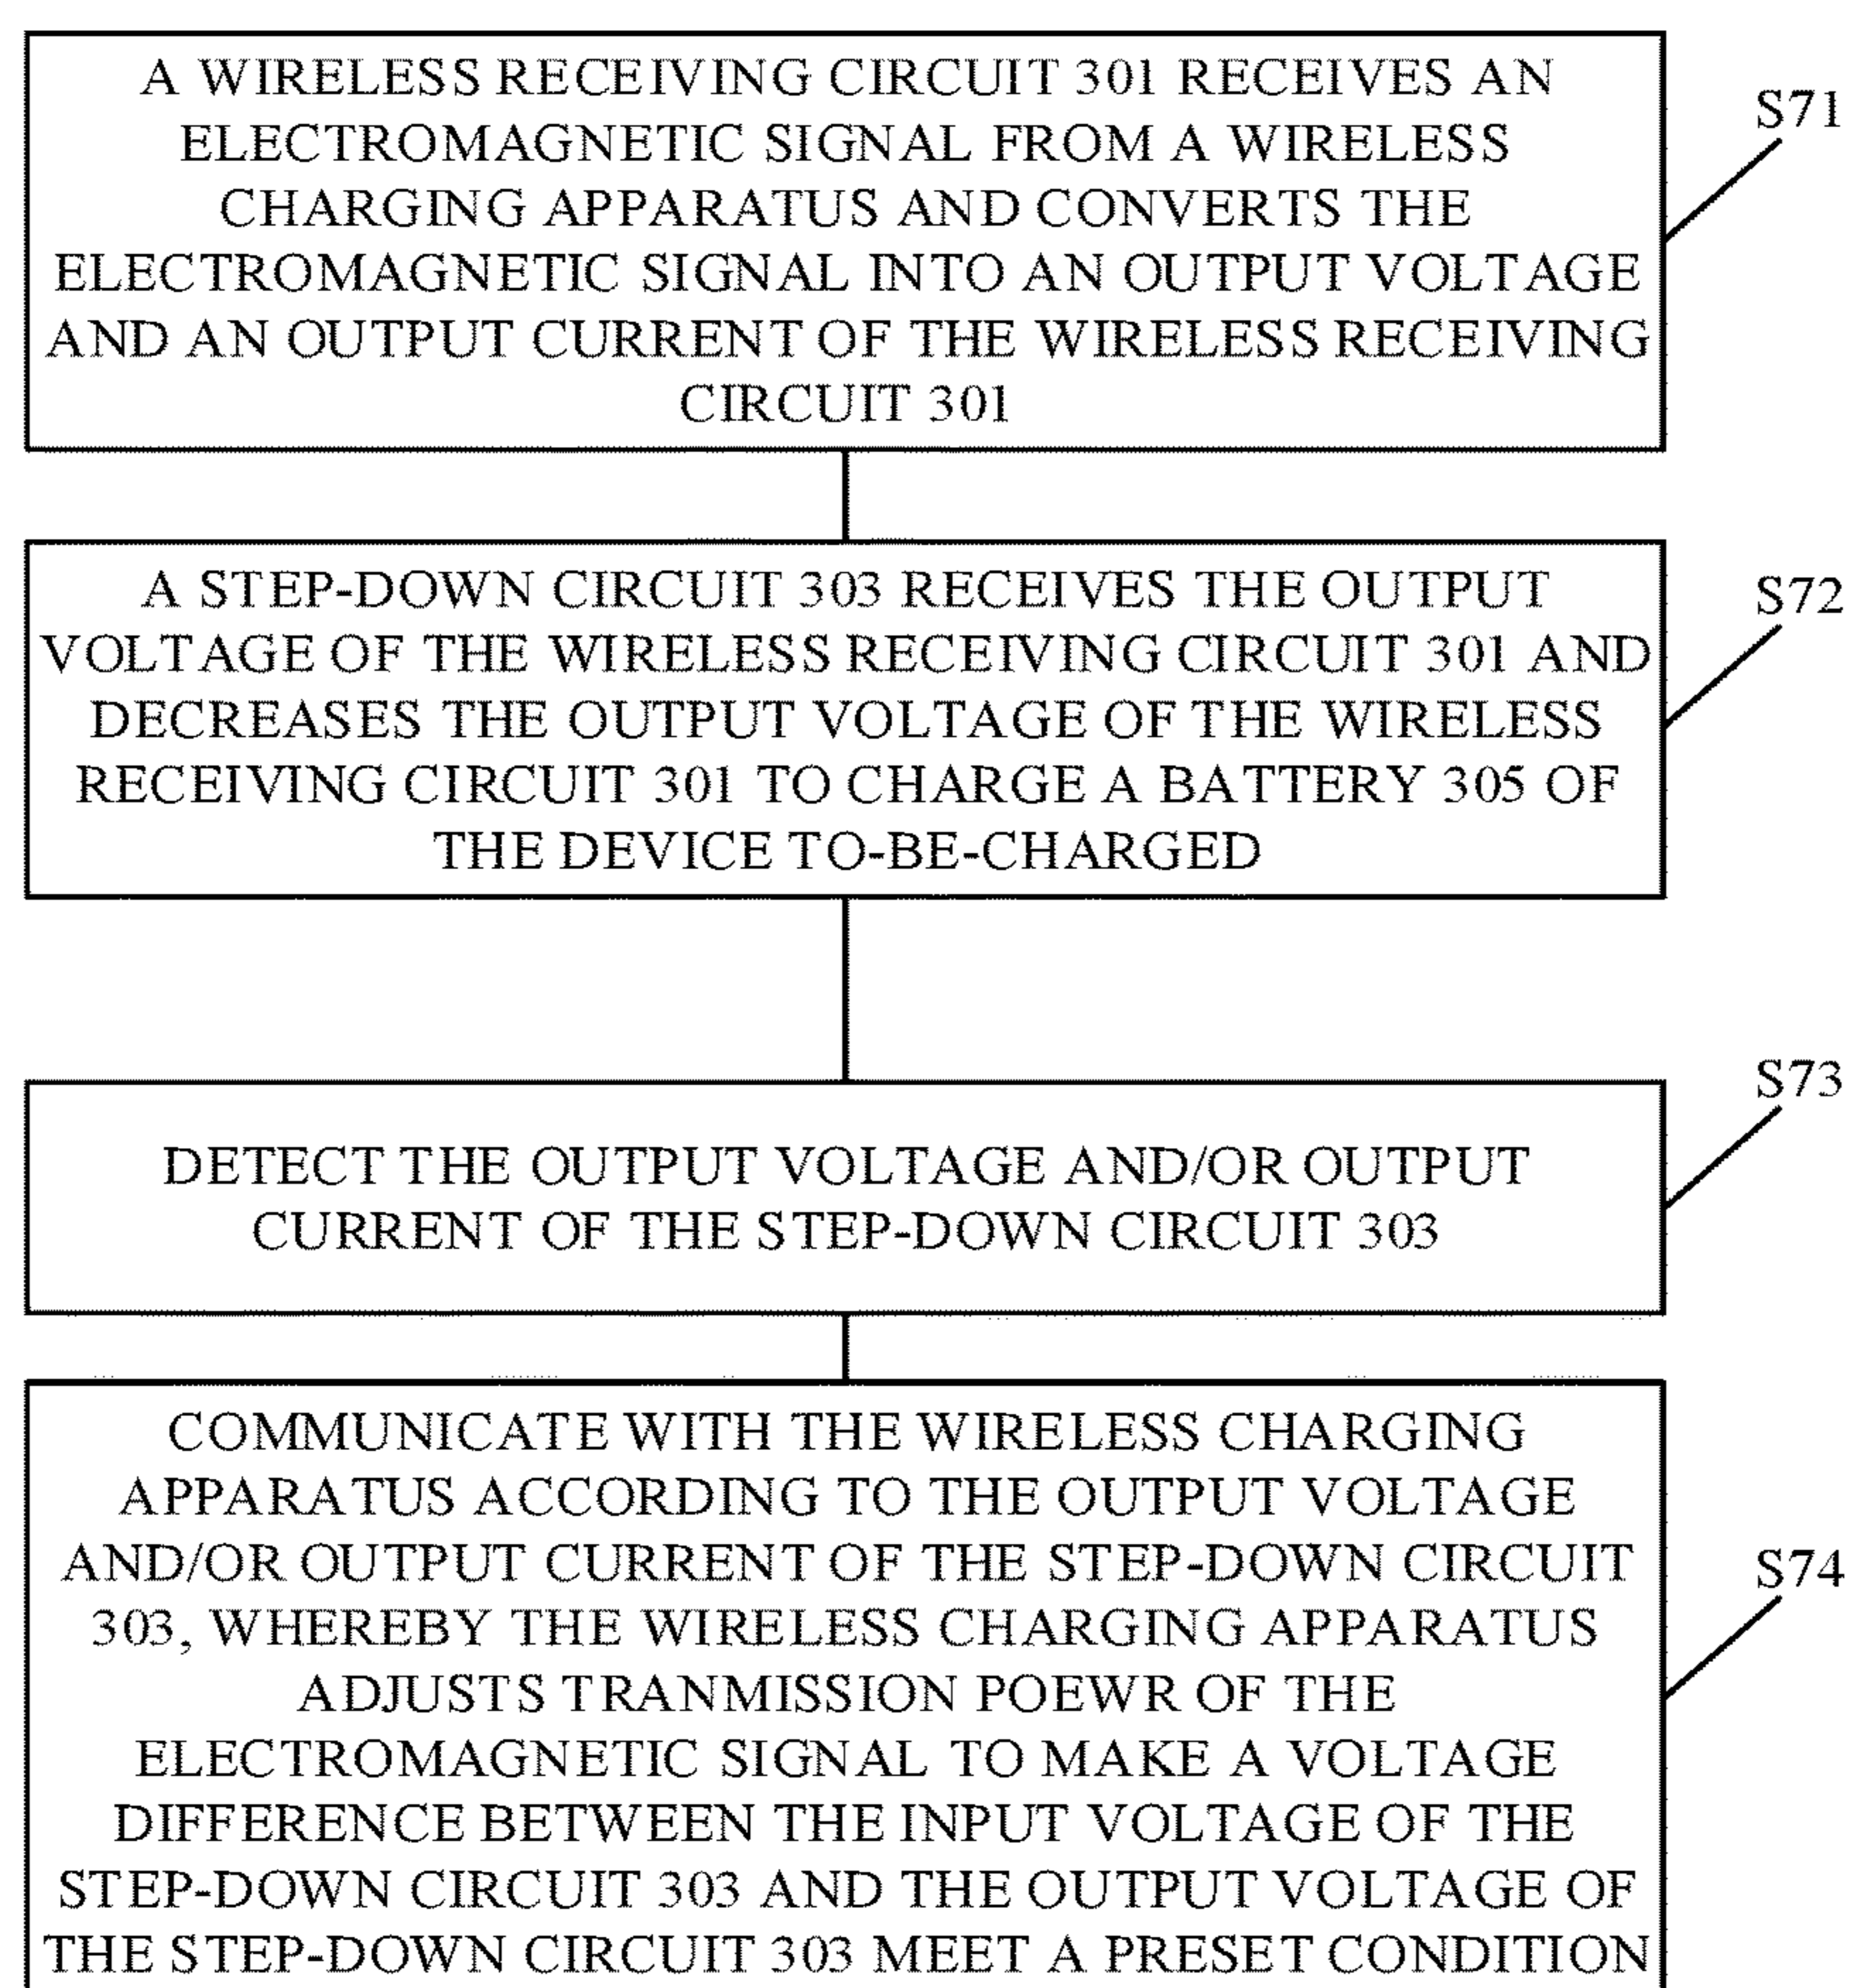 A WIRELESS RECEIVING CIRCUIT 301 RECEIVES AN
ELECTROMAGNETIC SIGNAL FROM A WIRELESS
CHARGING APPARATUS AND CONVERTS THE
ELECTROMAGNETIC SIGNAL INTO AN OUTPUT VOLTAGE
AND AN OUTPUT CURRENT OF THE WIRELESS RECEIVING
CIRCUIT 301
S71
A STEP-DOWN CIRCUIT 303 RECEIVES THE OUTPUT
VOLTAGE OF THE WIRELESS RECEIVING CIRCUIT 301 AND
DECREASES THE OUTPUT VOLTAGE OF THE WIRELESS
RECEIVING CIRCUIT 301 TO CHARGE A BATTERY 305 OF
THE DEVICE TO-BE-CHARGED
S72
DETECT THE OUTPUT VOLTAGE AND/OR OUTPUT
CURRENT OF THE STEP-DOWN CIRCUIT 303
S73
COMMUNICATE WITH THE WIRELESS CHARGING
APPARATUS ACCORDING TO THE OUTPUT VOLTAGE
AND/OR OUTPUT CURRENT OF THE STEP-DOWN CIRCUIT
303, WHEREBY THE WIRELESS CHARGING APPARATUS
ADJUSTS TRANMISSION POEWR OF THE
ELECTROMAGNETIC SIGNAL TO MAKE A VOLTAGE
DIFFERENCE BETWEEN THE INPUT VOLTAGE OF THE
STEP-DOWN CIRCUIT 303 AND THE OUTPUT VOLTAGE OF
THE STEP-DOWN CIRCUIT 303 MEET A PRESET CONDITION
S74